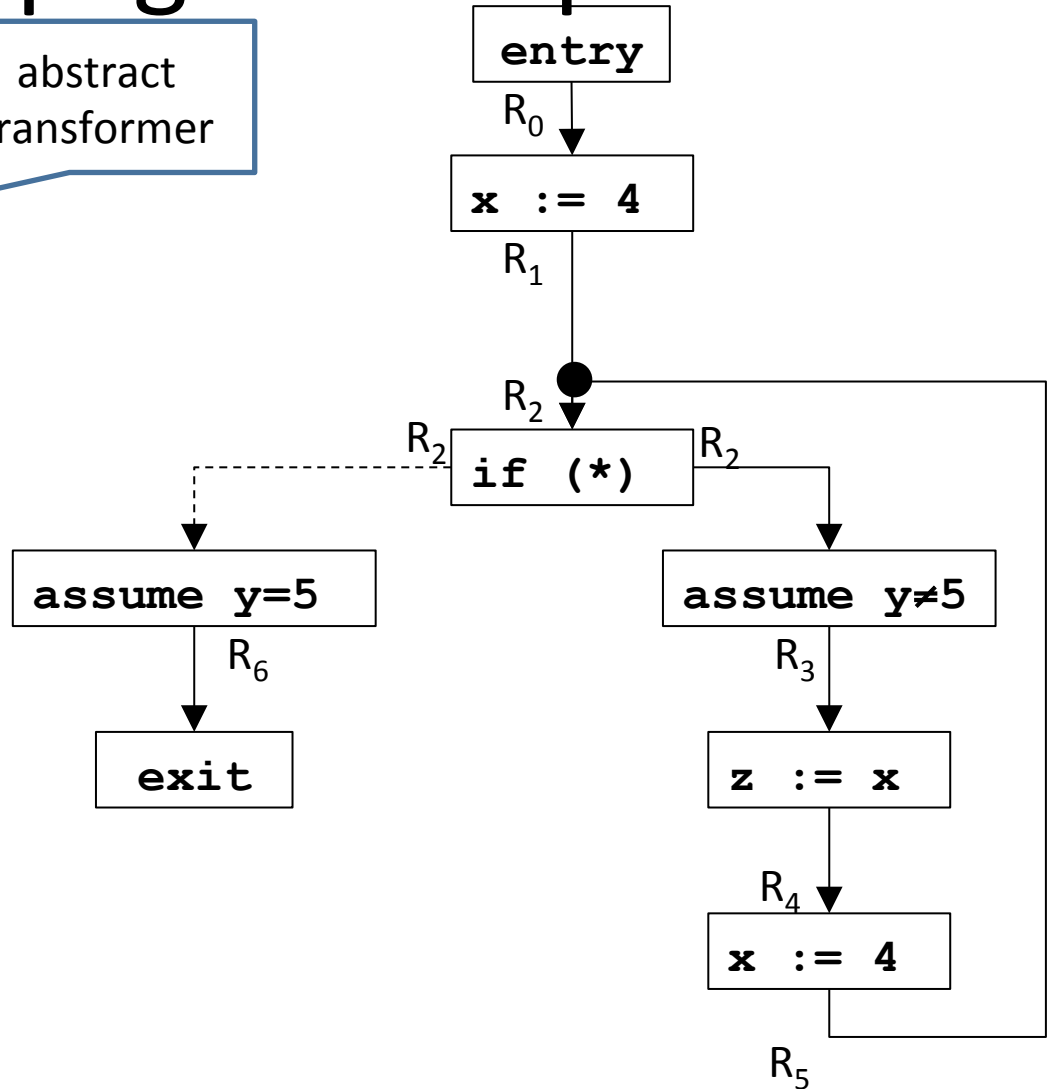 abstract
ransformer
entry
R0
x := 4
R1
R2
R2
if (*)
R2
assume y=5
assume y≠5
R6
R3
exit
z := x
R4
x := 4
R5